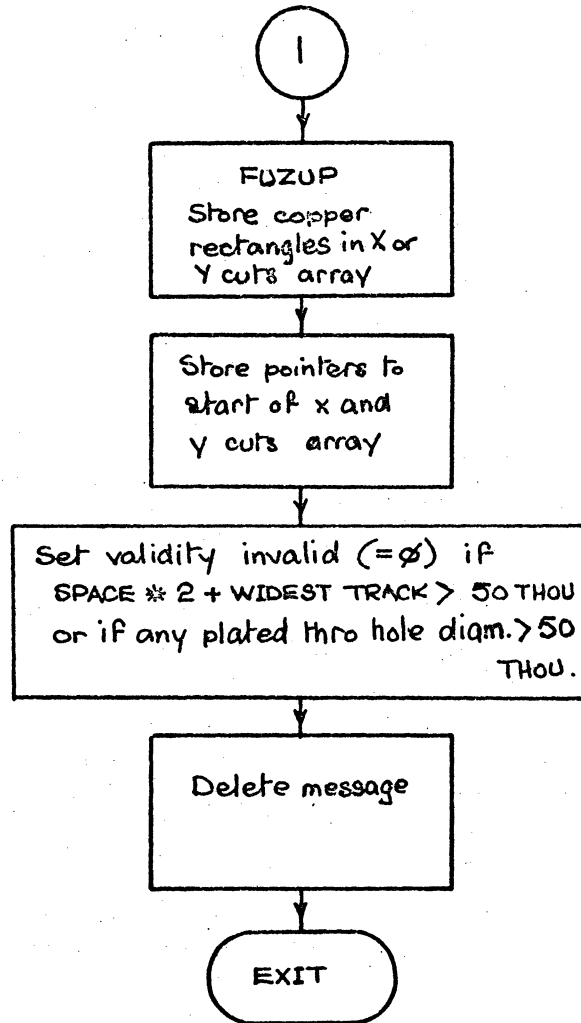 1
FUZUP
Store copper
rectangles in X or
Y cuts array
Store pointers to
start of x and
y cuts array
Set validity invalid (=ø) if
SPACE * 2 + WIDEST TRACK > 50 THOU
or if any plated thro hole diam. > 50
THOU.
Delete message
EXIT